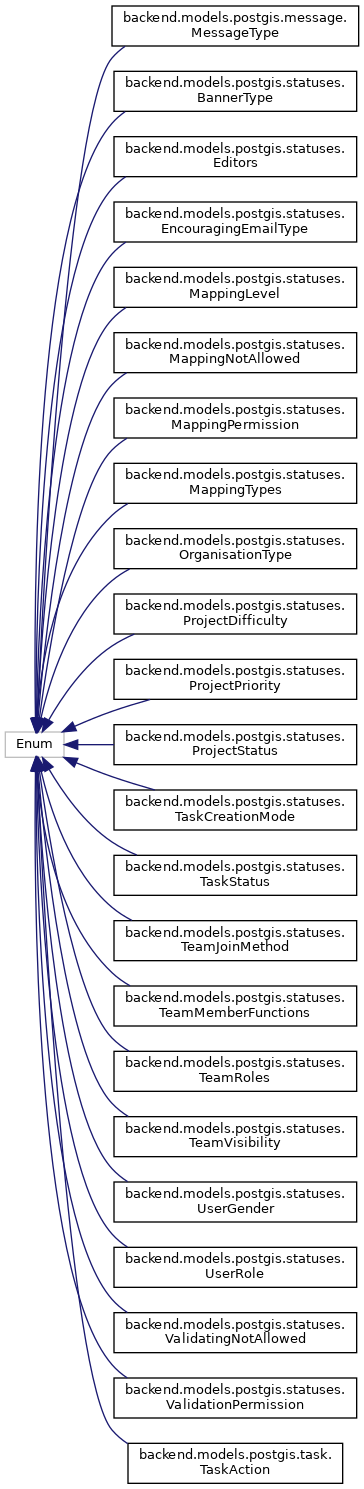 backend.models.postgis.message.
MessageType
backend.models.postgis.statuses.
BannerType
backend.models.postgis.statuses.
Editors
backend.models.postgis.statuses.
EncouragingEmailType
backend.models.postgis.statuses.
MappingLevel
backend.models.postgis.statuses.
MappingNotAllowed
backend.models.postgis.statuses.
MappingPermission
backend.models.postgis.statuses.
MappingTypes
backend.models.postgis.statuses.
OrganisationType
backend.models.postgis.statuses.
ProjectDifficulty
backend.models.postgis.statuses.
ProjectPriority
Enum
backend.models.postgis.statuses.
ProjectStatus
backend.models.postgis.statuses.
TaskCreationMode
backend.models.postgis.statuses.
TaskStatus
backend.models.postgis.statuses.
TeamJoinMethod
backend.models.postgis.statuses.
TeamMemberFunctions
backend.models.postgis.statuses.
TeamRoles
backend.models.postgis.statuses.
TeamVisibility
backend.models.postgis.statuses.
UserGender
backend.models.postgis.statuses.
UserRole
backend.models.postgis.statuses.
ValidatingNotAllowed
backend.models.postgis.statuses.
ValidationPermission
backend.models.postgis.task.
TaskAction